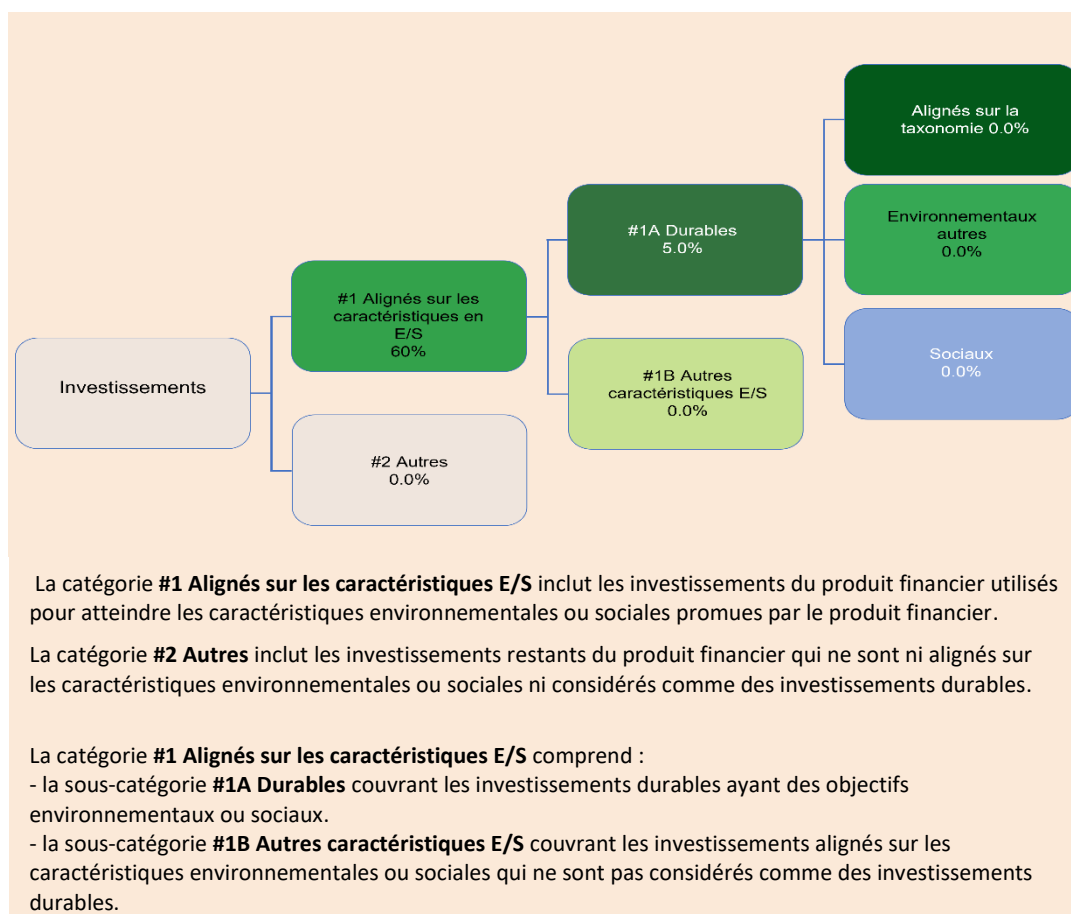 Alignés sur la
taxonomie 0.0%
#1A Durables
5.0%
Environnementaux
autres
0.0%
#1 Alignés sur les
caractéristiques en
E/S
60%
Investissements
#1B Autres
caractéristiques E/S
0.0%
Sociaux
0.0%
#2 Autres
0.0%
La catégorie #1 Alignés sur les caractéristiques E/S inclut les investissements du produit financier utilisés
pour atteindre les caractéristiques environnementales ou sociales promues par le produit financier.
La catégorie #2 Autres inclut les investissements restants du produit financier qui ne sont ni alignés sur
les caractéristiques environnementales ou sociales ni considérés comme des investissements durables.
La catégorie #1 Alignés sur les caractéristiques E/S comprend :
- la sous-catégorie #1A Durables couvrant les investissements durables ayant des objectifs
environnementaux ou sociaux.
- la sous-catégorie #1B Autres caractéristiques E/S couvrant les investissements alignés sur les
caractéristiques environnementales ou sociales qui ne sont pas considérés comme des investissements
durables.